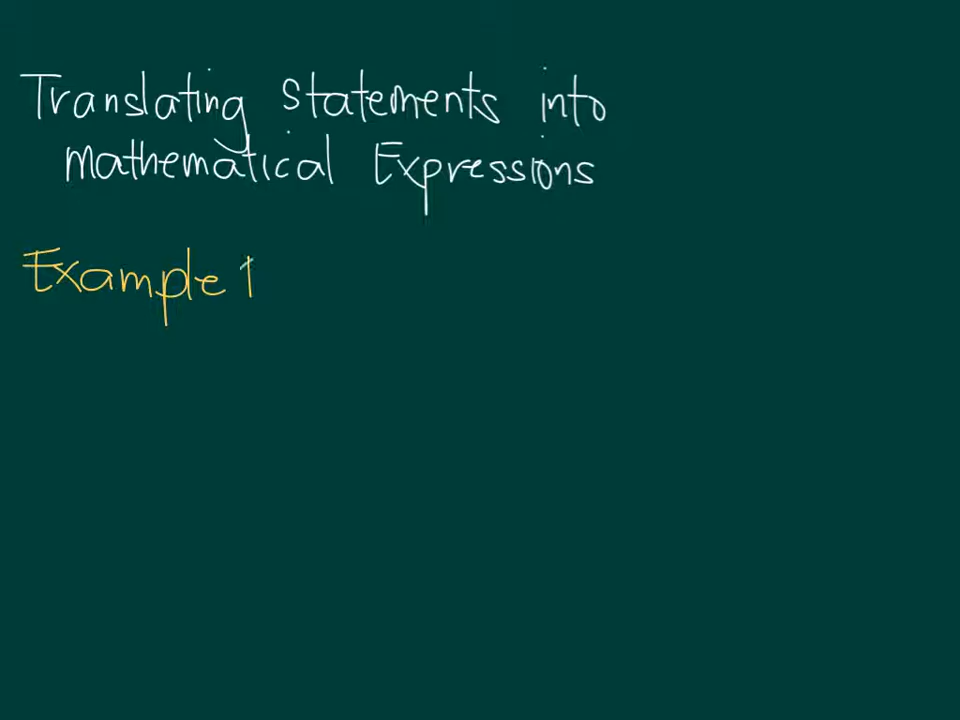 Translating Statements into
Mathematical Expressions
Example 1